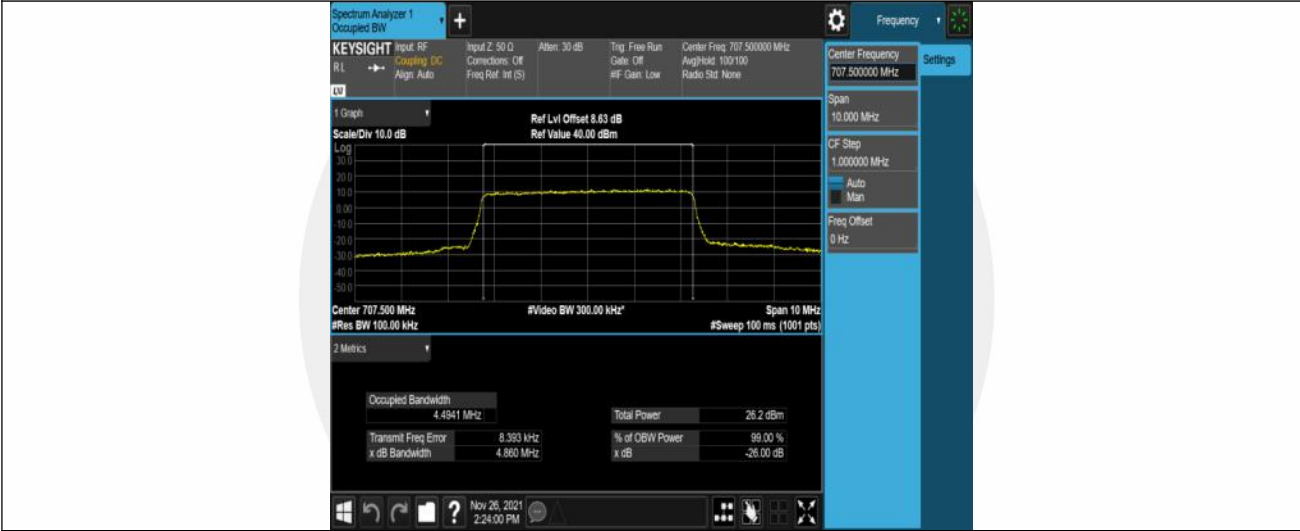 Spectrum Analyzer 1
Occupied BW
+
Frequency
KEYSIGHT
Input: RF
Coupling: DC
Align: Auto
RL
Input Z: 50 Ω
Corrections: Off
Freq Ref: Int (S)
Atten: 30 dB
Trig: Free Run
Gate: Off
#IF Gain: Low
Center Freq: 707.500000 MHz
Avg|Hold: 100/100
Radio Std: None
Center Frequency
707.500000 MHz
Settings
Span
10.000 MHz
CF Step
1.000000 MHz
Auto
Man
Freq Offset
0 Hz
1 Graph
Scale/Div 10.0 dB
Ref Lvl Offset 8.63 dB
Ref Value 40.00 dBm
Log
30.0
20.0
10.0
0.00
-10.0
-20.0
-30.0
-40.0
-50.0
Center 707.500 MHz
#Video BW 300.00 kHz*
Span 10 MHz
#Res BW 100.00 kHz
#Sweep 100 ms (1001 pts)
2 Metrics
Occupied Bandwidth
4.4941 MHz
Total Power 26.2 dBm
Transmit Freq Error 8.393 kHz
% of OBW Power 99.00 %
x dB Bandwidth 4.860 MHz
x dB -26.00 dB
?
Nov 26, 2021
2:24:00 PM